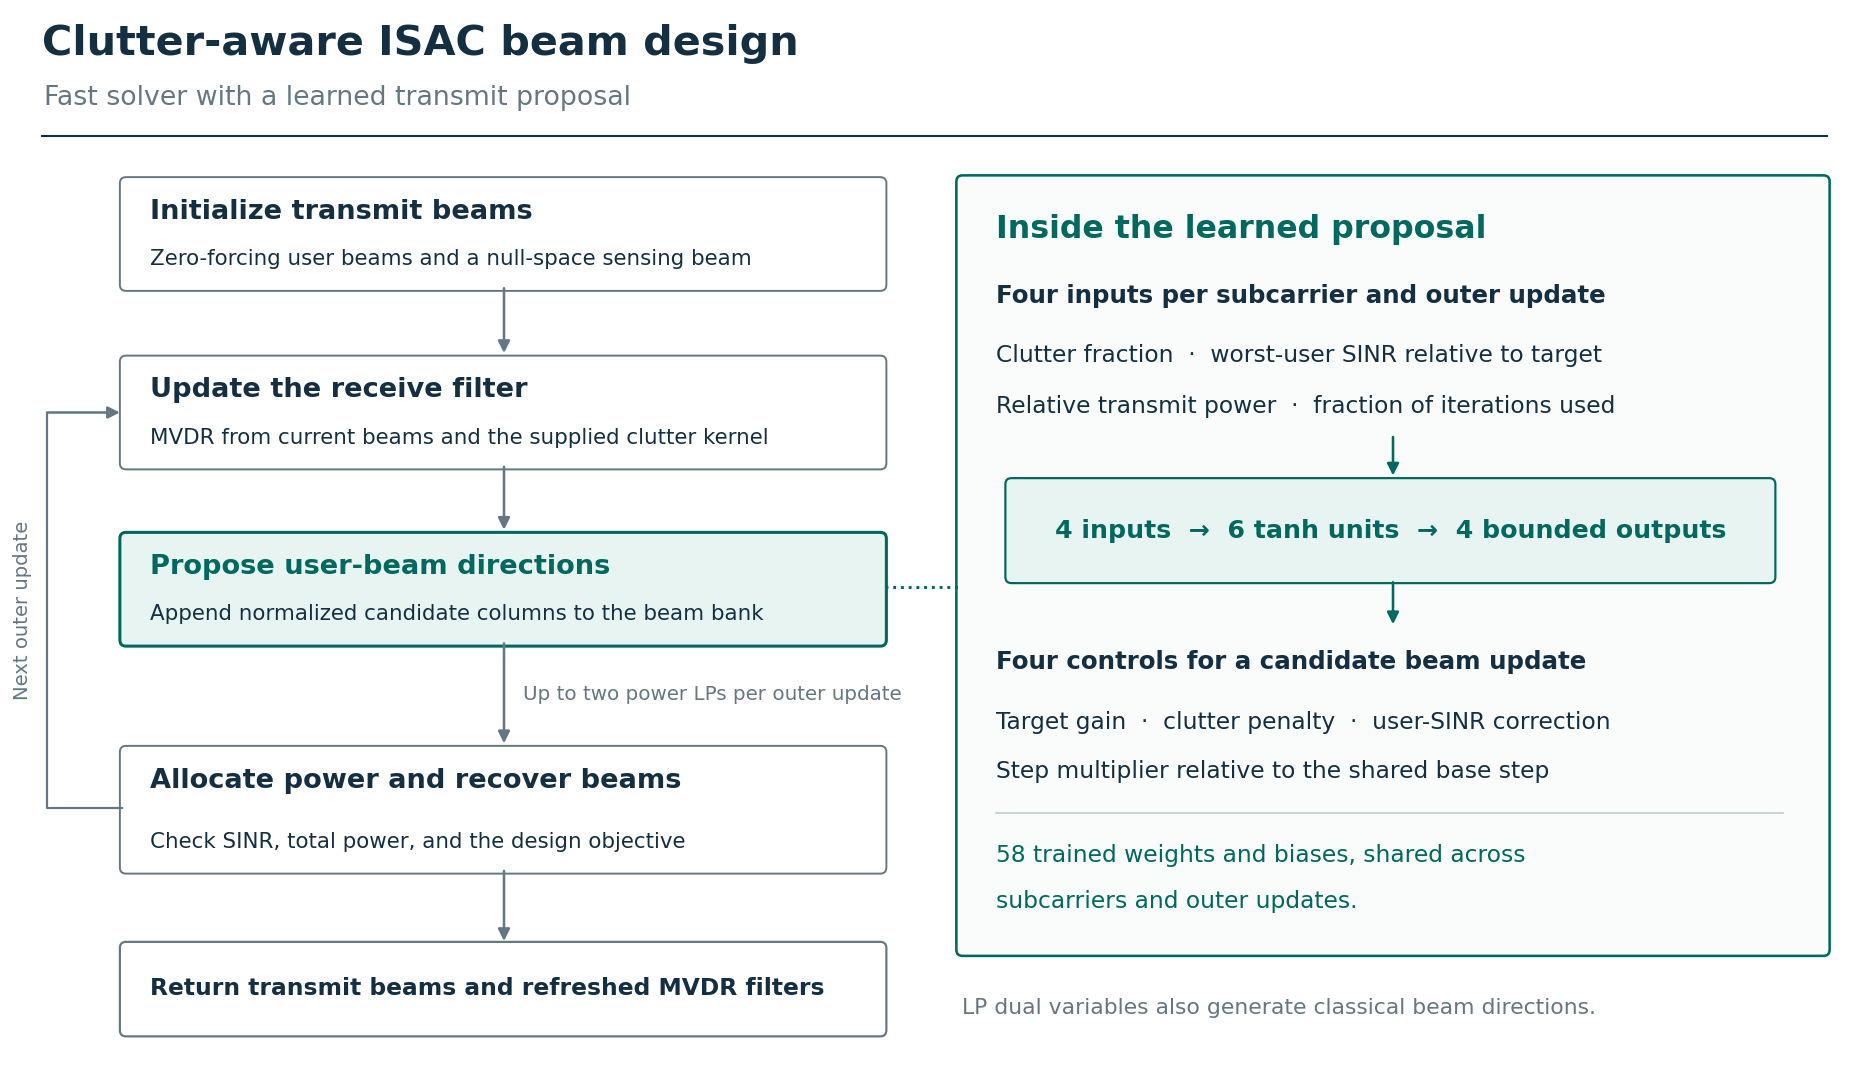 Clutter-aware ISAC beam design
Fast solver with a learned transmit proposal
Initialize transmit beams
Zero-forcing user beams and a null-space sensing beam
Update the receive filter
MVDR from current beams and the supplied clutter kernel
Propose user-beam directions
Append normalized candidate columns to the beam bank
Up to two power LPs per outer update
Allocate power and recover beams
Check SINR, total power, and the design objective
Return transmit beams and refreshed MVDR filters
Next outer update
Inside the learned proposal
Four inputs per subcarrier and outer update
Clutter fraction · worst-user SINR relative to target
Relative transmit power · fraction of iterations used
4 inputs → 6 tanh units → 4 bounded outputs
Four controls for a candidate beam update
Target gain · clutter penalty · user-SINR correction
Step multiplier relative to the shared base step
58 trained weights and biases, shared across
subcarriers and outer updates.
LP dual variables also generate classical beam directions.